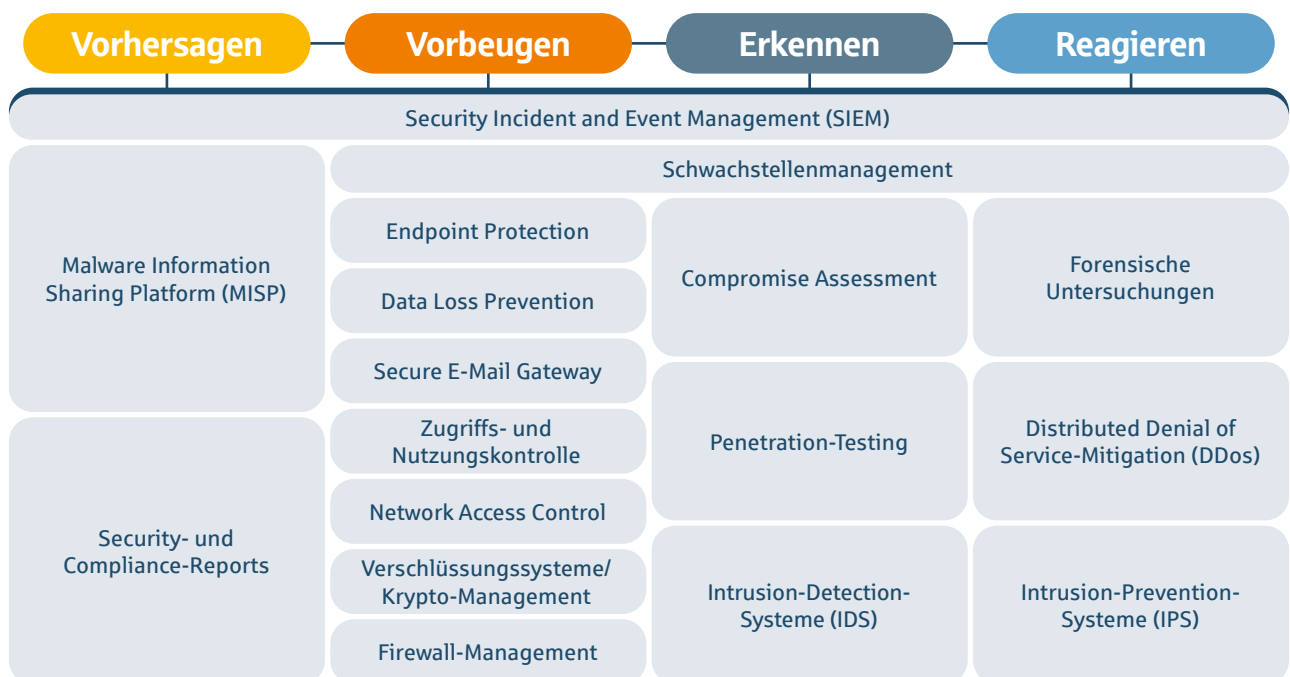 Vorhersagen
Vorbeugen
Erkennen
Reagieren
Security Incident and Event Management (SIEM)
Malware Information
Sharing Platform (MISP)
Security- und
Compliance-Reports
Schwachstellenmanagement
Endpoint Protection
Data Loss Prevention
Secure E-Mail Gateway
Zugriffs- und
Nutzungskontrolle
Network Access Control
Verschlüssungssysteme/
Krypto-Management
Firewall-Management
Compromise Assessment
Penetration-Testing
Intrusion-Detection-
Systeme (IDS)
Forensische
Untersuchungen
Distributed Denial of
Service-Mitigation (DDos)
Intrusion-Prevention-
Systeme (IPS)